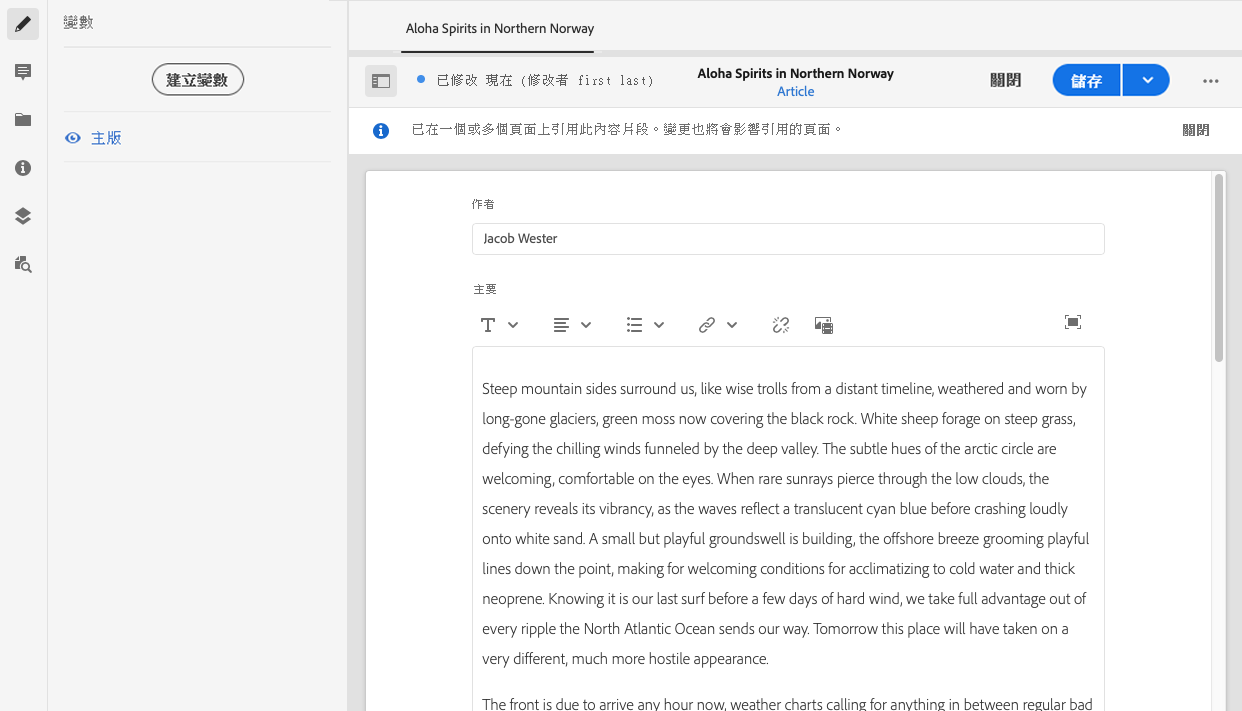 變數
建立變數
主版
Aloha Spirits in Northern Norway
已修改 現在 (修改者 first last)
Aloha Spirits in Northern Norway
Article
關閉
儲存
已在一個或多個頁面上引用此內容片段。變更也將會影響引用的頁面。
關閉
作者
Jacob Wester
主要
Steep mountain sides surround us, like wise trolls from a distant timeline, weathered and worn by
long-gone glaciers, green moss now covering the black rock. White sheep forage on steep grass,
defying the chilling winds funneled by the deep valley. The subtle hues of the arctic circle are
welcoming, comfortable on the eyes. When rare sunrays pierce through the low clouds, the
scenery reveals its vibrancy, as the waves reflect a translucent cyan blue before crashing loudly
onto white sand. A small but playful groundswell is building, the offshore breeze grooming playful
lines down the point, making for welcoming conditions for acclimatizing to cold water and thick
neoprene. Knowing it is our last surf before a few days of hard wind, we take full advantage out of
every ripple the North Atlantic Ocean sends our way. Tomorrow this place will have taken on a
very different, much more hostile appearance.
The front is due to arrive any hour now, weather charts calling for anything in between regular bad